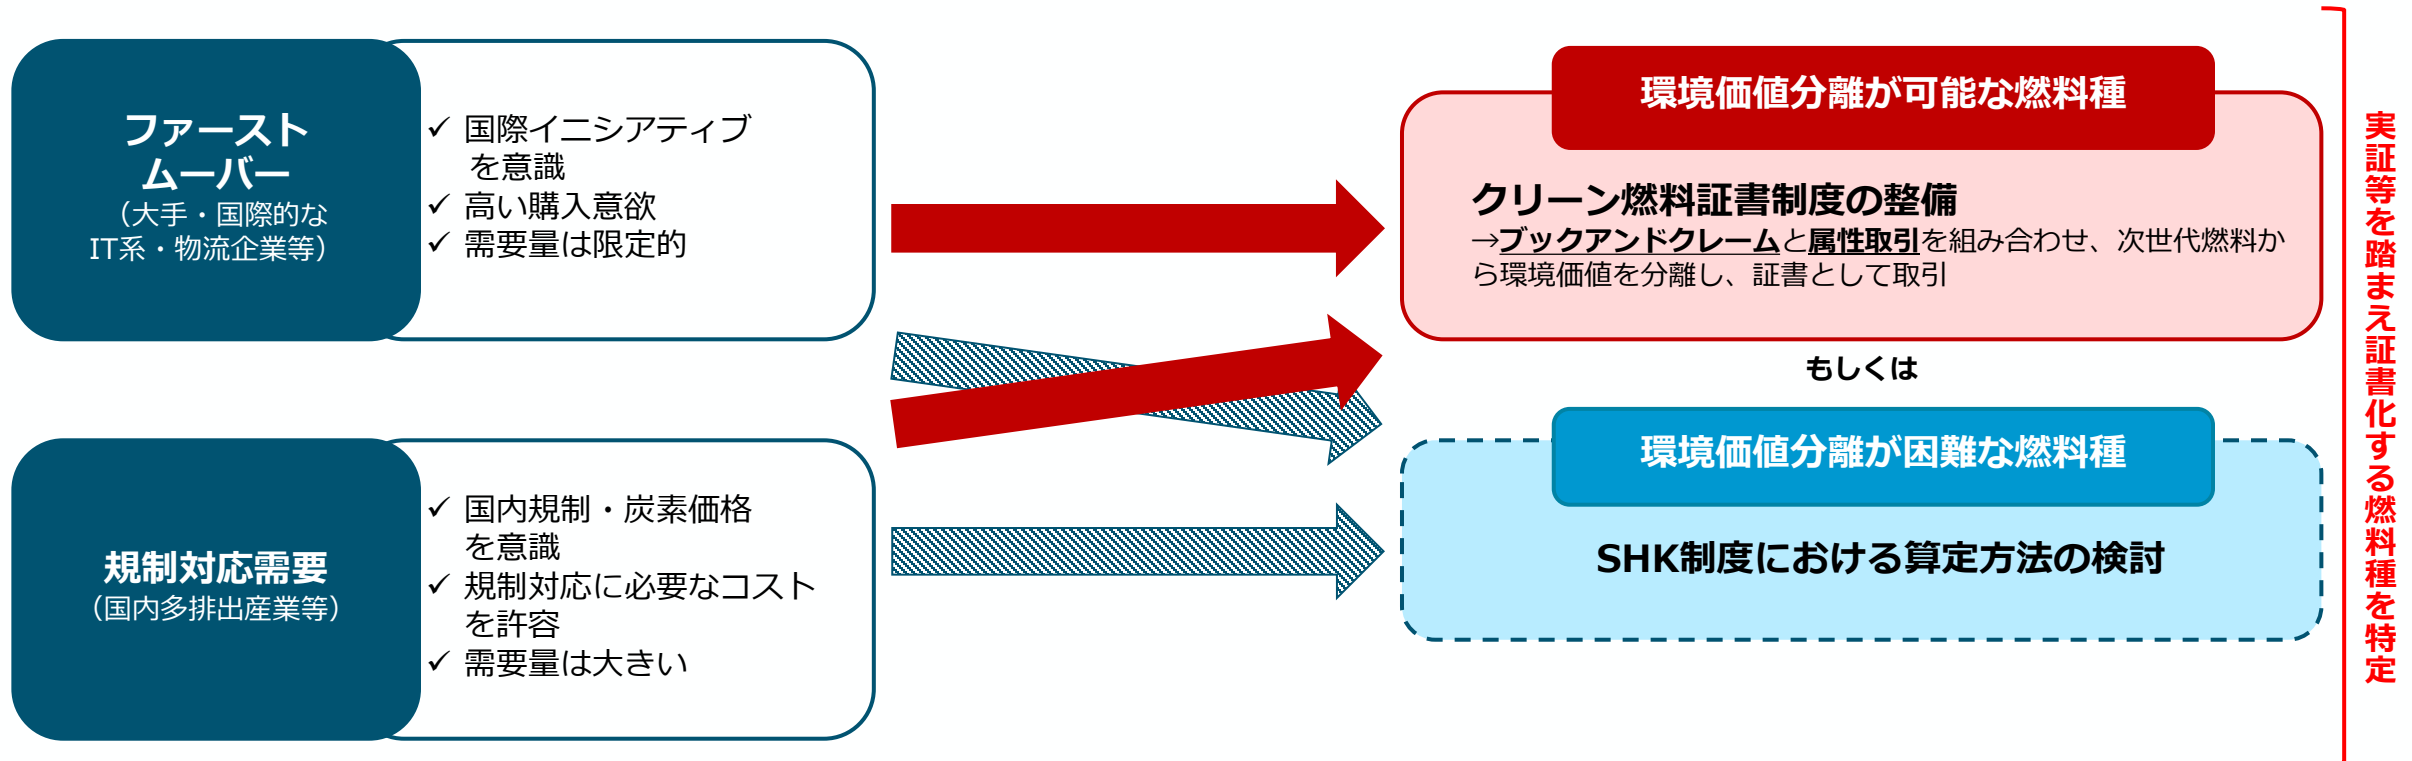 ファースト
ムーバー
（大手・国際的な
IT系・物流企業等）
✓ 国際イニシアティブ
を意識
✓ 高い購入意欲
✓ 需要量は限定的
規制対応需要
（国内多排出産業等）
✓ 国内規制・炭素価格
を意識
✓ 規制対応に必要なコスト
を許容
✓ 需要量は大きい
環境価値分離が可能な燃料種
クリーン燃料証書制度の整備
→ブックアンドクレームと属性取引を組み合わせ、次世代燃料か
ら環境価値を分離し、証書として取引
もしくは
環境価値分離が困難な燃料種
SHK制度における算定方法の検討
実証等を踏まえ証書化する燃料種を特定